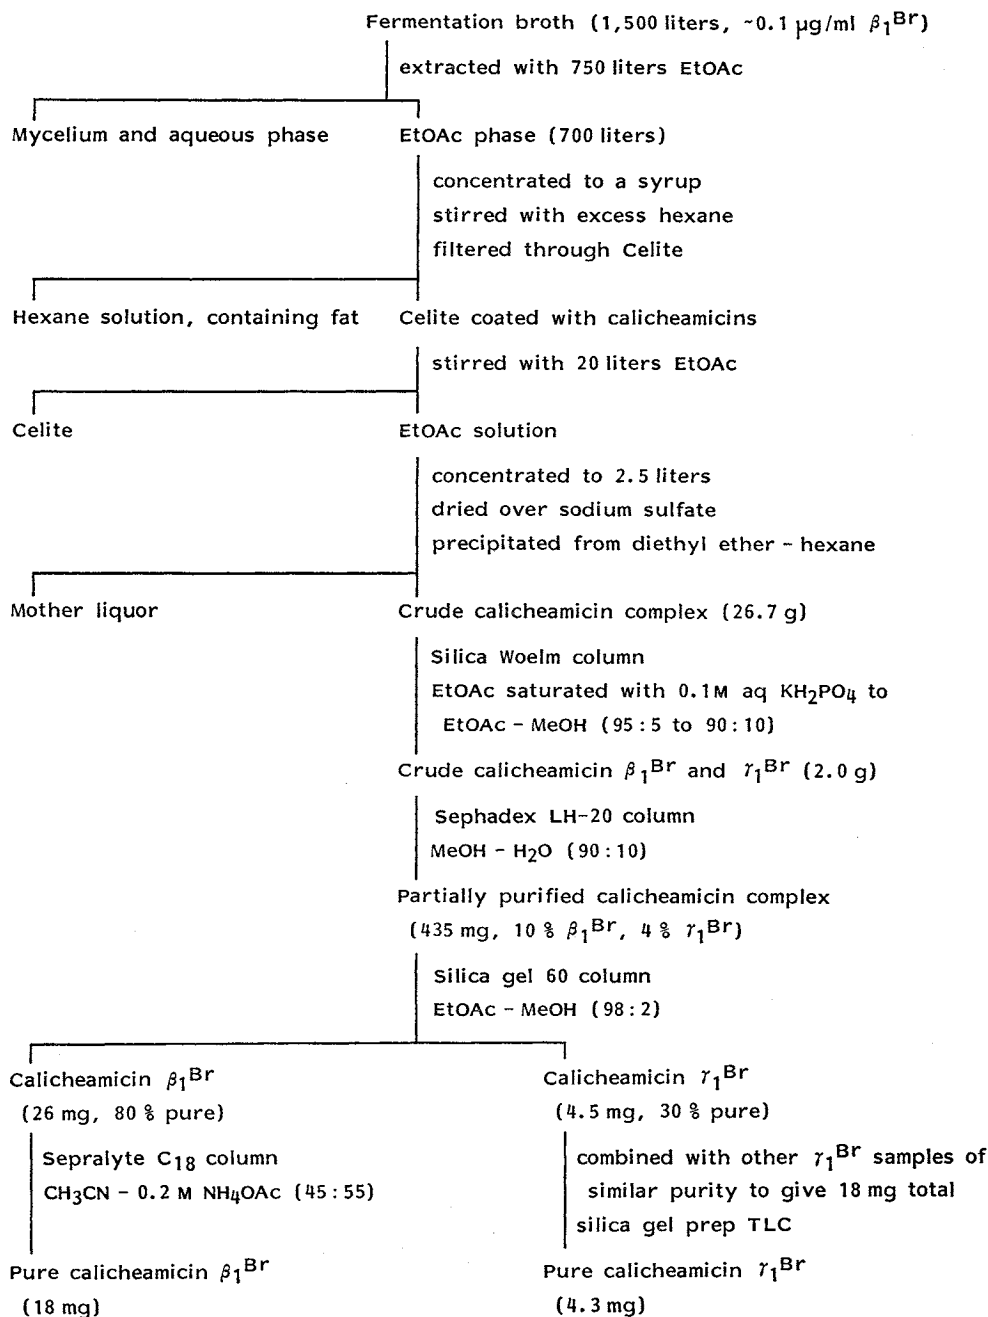 Fermentation broth (1,500 liters, ~0.1 µg/ml β₁ᴮʳ)
extracted with 750 liters EtOAc
Mycelium and aqueous phase
EtOAc phase (700 liters)
concentrated to a syrup
stirred with excess hexane
filtered through Celite
Hexane solution, containing fat
Celite coated with calicheamicins
stirred with 20 liters EtOAc
Celite
EtOAc solution
concentrated to 2.5 liters
dried over sodium sulfate
precipitated from diethyl ether - hexane
Mother liquor
Crude calicheamicin complex (26.7 g)
Silica Woelm column
EtOAc saturated with 0.1M aq KH₂PO₄ to
EtOAc - MeOH (95:5 to 90:10)
Crude calicheamicin β₁ᴮʳ and γ₁ᴮʳ (2.0 g)
Sephadex LH-20 column
MeOH - H₂O (90:10)
Partially purified calicheamicin complex
(435 mg, 10 % β₁ᴮʳ, 4 % γ₁ᴮʳ)
Silica gel 60 column
EtOAc - MeOH (98:2)
Calicheamicin β₁ᴮʳ
(26 mg, 80 % pure)
Sepralyte C₁₈ column
CH₃CN - 0.2 M NH₄OAc (45:55)
Pure calicheamicin β₁ᴮʳ
(18 mg)
Calicheamicin γ₁ᴮʳ
(4.5 mg, 30 % pure)
combined with other γ₁ᴮʳ samples of
similar purity to give 18 mg total
silica gel prep TLC
Pure calicheamicin γ₁ᴮʳ
(4.3 mg)